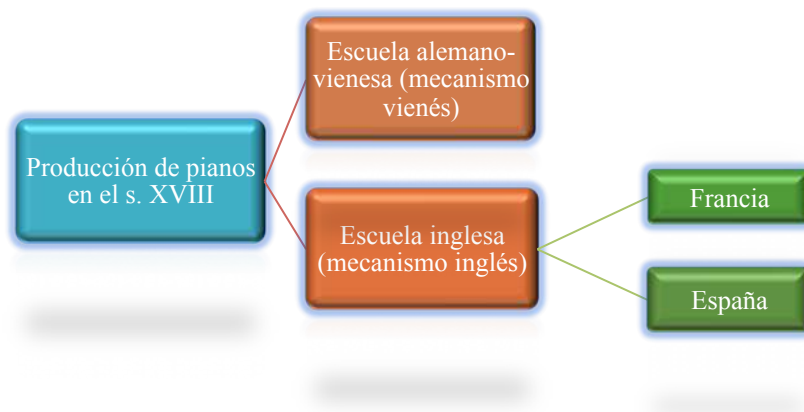 Producción de pianos
en el s. XVIII
Escuela alemano-
vienesa (mecanismo
vienés)
Escuela inglesa
(mecanismo inglés)
Francia
España